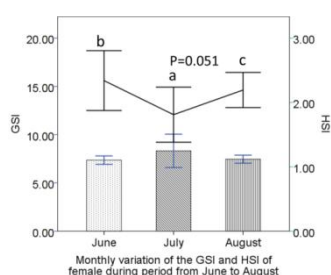 20.00
15.00
10.00
5.00
0.00
GSI
b
P=0.051
a
c
3.00
2.00
1.00
0.00
HSI
June July August
Monthly variation of the GSI and HSI of
female during period from June to August